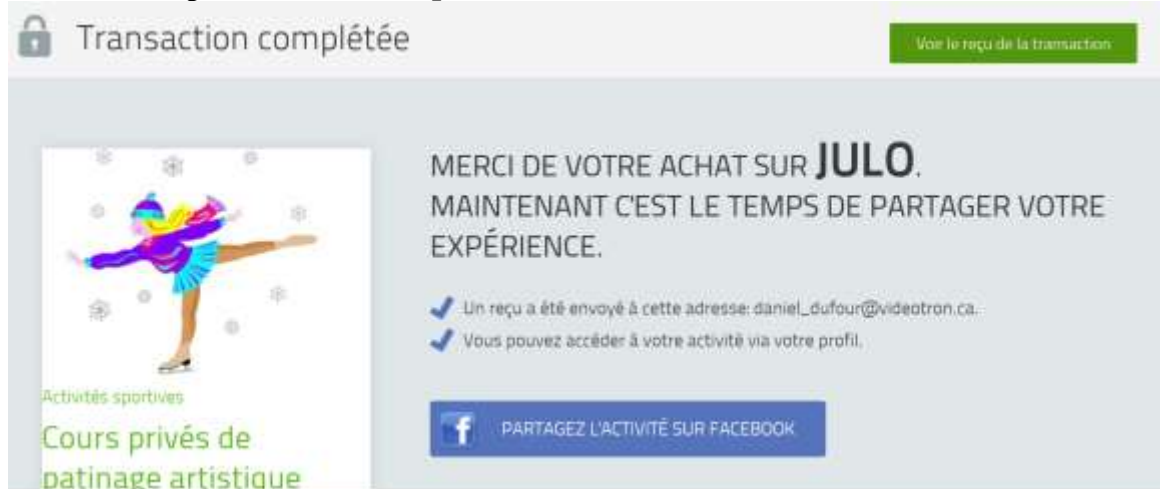 Transaction complétée
Voir le reçu de la transaction
MERCI DE VOTRE ACHAT SUR JULO.
MAINTENANT C'EST LE TEMPS DE PARTAGER VOTRE
EXPÉRIENCE.
Un reçu a été envoyé à cette adresse: daniel_dufour@videotron.ca.
Vous pouvez accéder à votre activité via votre profil.
f PARTAGEZ L'ACTIVITÉ SUR FACEBOOK
Activités sportives
Cours privés de
patinage artistique